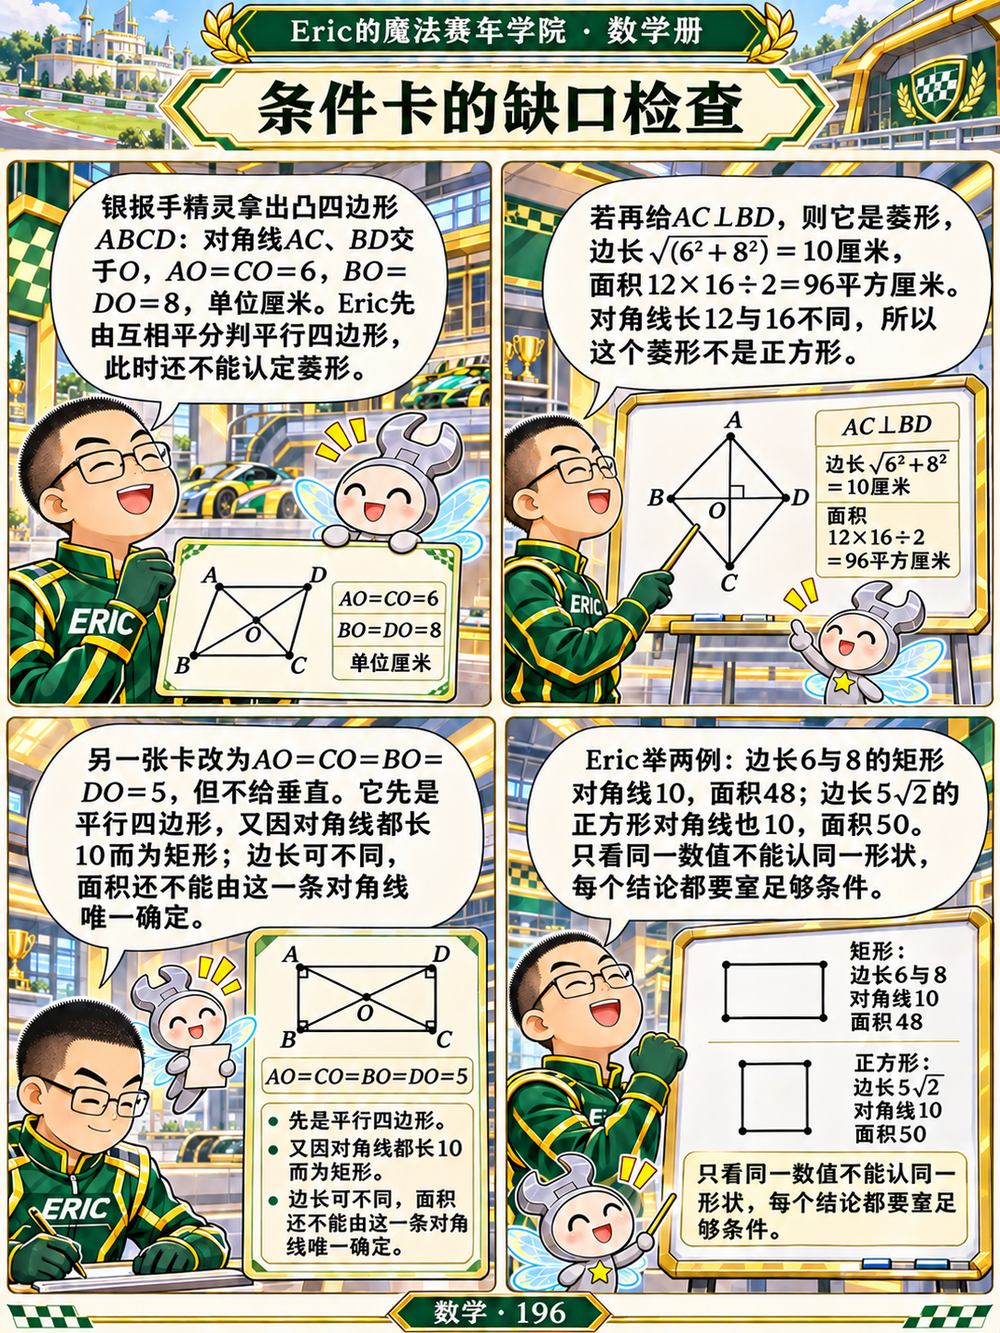 Eric的魔法赛车学院 · 数学册
条件卡的缺口检查
银扳手精灵拿出凸四边形
ABCD：对角线AC、BD交
于O，AO=CO=6，BO=
DO=8，单位厘米。Eric先
由互相平分判平行四边形，
此时还不能认定菱形。
ERIC
A D
O
B C
AO=CO=6
BO=DO=8
单位厘米
若再给AC⊥BD，则它是菱形，
边长√(6²+8²)=10厘米，
面积12×16÷2=96平方厘米。
对角线长12与16不同，所以
这个菱形不是正方形。
ERIC
A
B D
O
C
AC⊥BD
边长√6²+8²
=10厘米
面积
12×16÷2
=96平方厘米
另一张卡改为AO=CO=BO=
DO=5，但不给垂直。它先是
平行四边形，又因对角线都长
10而为矩形；边长可不同，
面积还不能由这一条对角线
唯一确定。
ERIC
A D
O
B C
AO=CO=BO=DO=5
• 先是平行四边形。
• 又因对角线都长10
而为矩形。
• 边长可不同，面积
还不能由这一条对角
线唯一确定。
Eric举两例：边长6与8的矩形
对角线10，面积48；边长5√2的
正方形对角线也10，面积50。
只看同一数值不能认同一形状，
每个结论都要室足够条件。
矩形：
边长6与8
对角线10
面积48
正方形：
边长5√2
对角线10
面积50
只看同一数值不能认同一
形状，每个结论都要室足
够条件。
数学 · 196